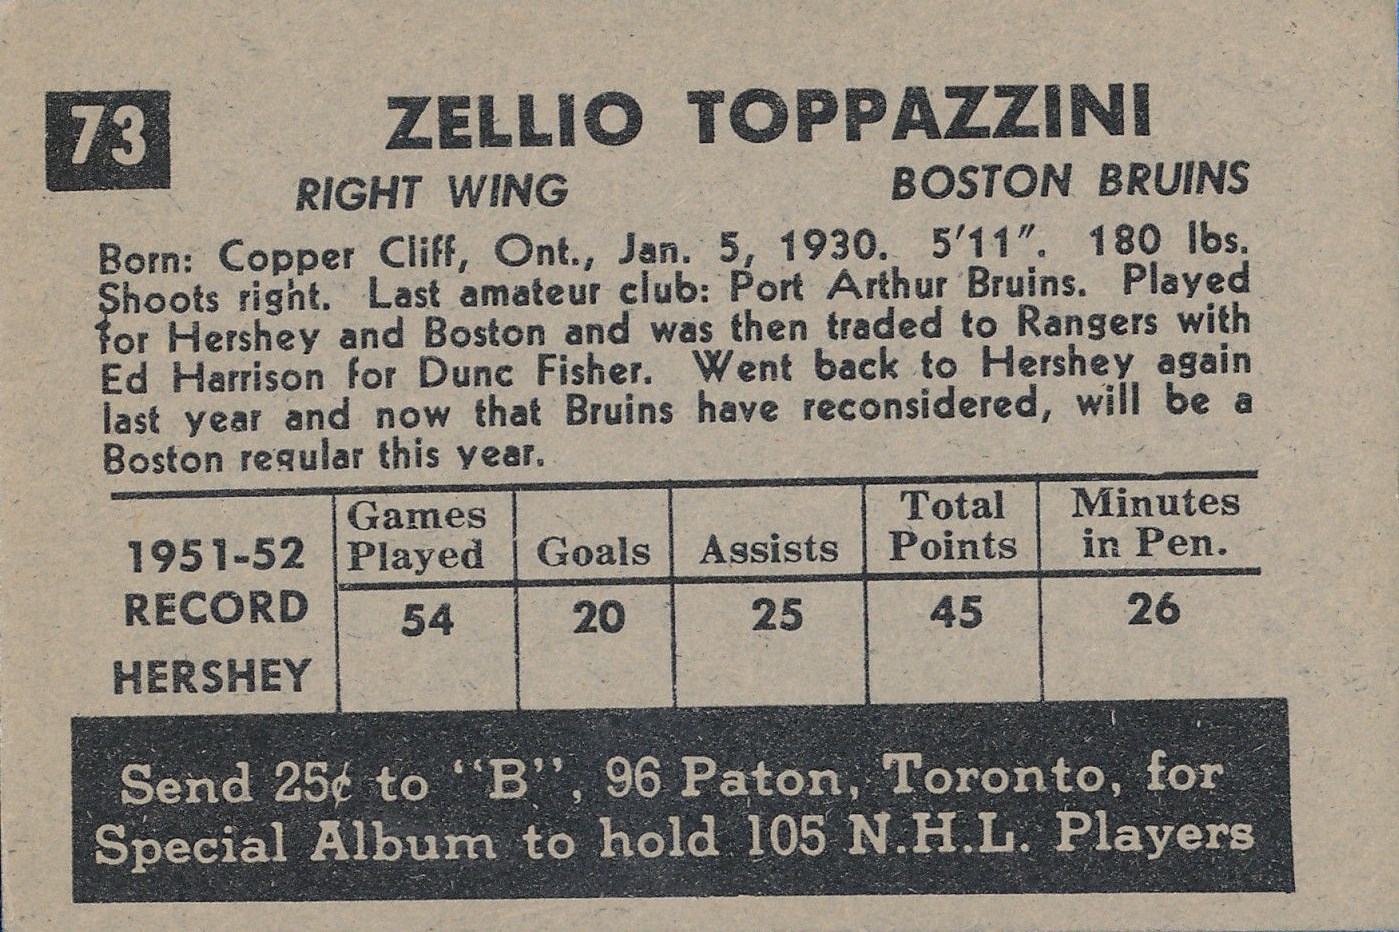 73
ZELLIO TOPPAZZINI
RIGHT WING BOSTON BRUINS
Born: Copper Cliff, Ont., Jan. 5, 1930. 5'11". 180 lbs.
Shoots right. Last amateur club: Port Arthur Bruins. Played
for Hershey and Boston and was then traded to Rangers with
Ed Harrison for Dunc Fisher. Went back to Hershey again
last year and now that Bruins have reconsidered, will be a
Boston regular this year.
1951-52 RECORD HERSHEY
Games Played Goals Assists Total Points Minutes in Pen.
54 20 25 45 26
Send 25¢ to "B", 96 Paton, Toronto, for
Special Album to hold 105 N.H.L. Players